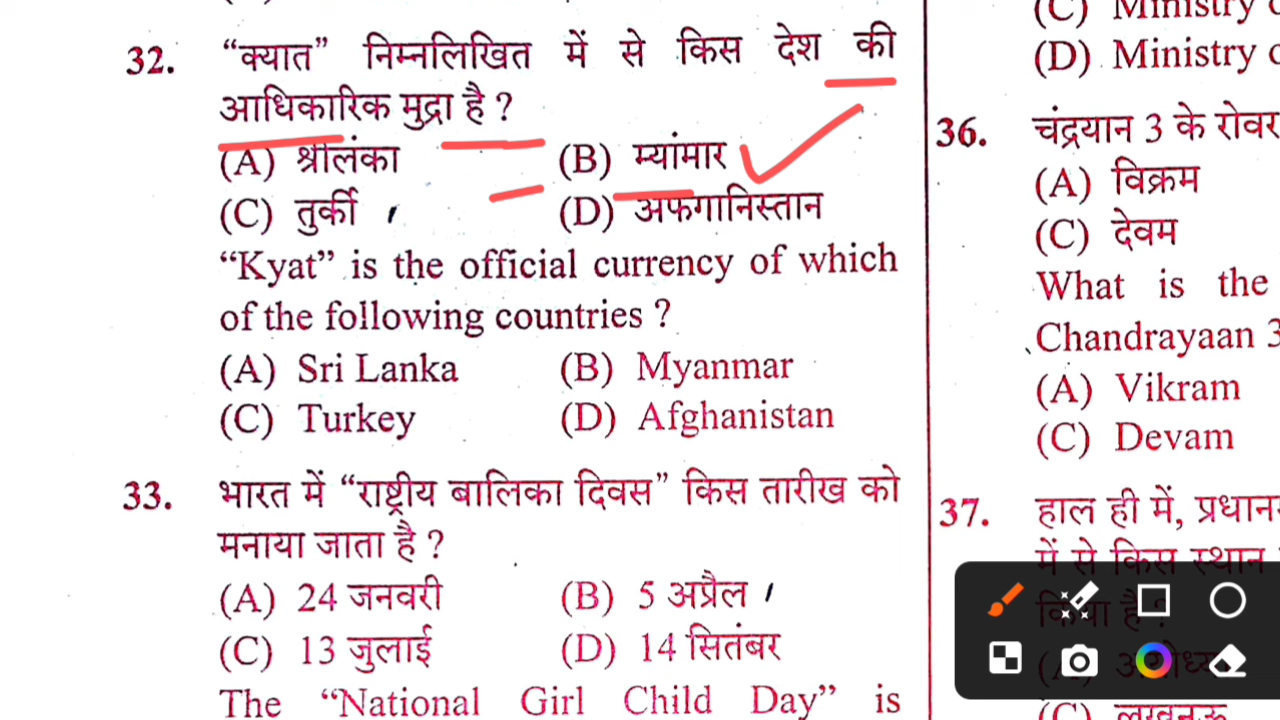 32. “क्यात” निम्नलिखित में से किस देश की
आधिकारिक मुद्रा है ?
(A) श्रीलंका (B) म्यांमार
(C) तुर्की (D) अफगानिस्तान
“Kyat” is the official currency of which
of the following countries ?
(A) Sri Lanka (B) Myanmar
(C) Turkey (D) Afghanistan
33. भारत में “राष्ट्रीय बालिका दिवस” किस तारीख को
मनाया जाता है ?
(A) 24 जनवरी (B) 5 अप्रैल
(C) 13 जुलाई (D) 14 सितंबर
The “National Girl Child Day” is
(C) Ministry
(D) Ministry
36. चंद्रयान 3 के रोवर
(A) विक्रम
(C) देवम
What is the
Chandrayaan 3
(A) Vikram
(C) Devam
37. हाल ही में,
में से किस स्थान
(C) लखनऊ